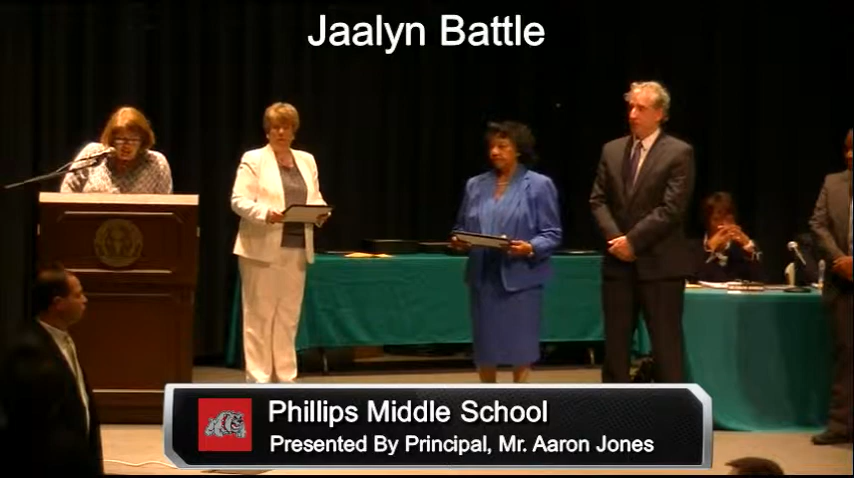 Jaalyn Battle
Phillips Middle School
Presented By Principal, Mr. Aaron Jones